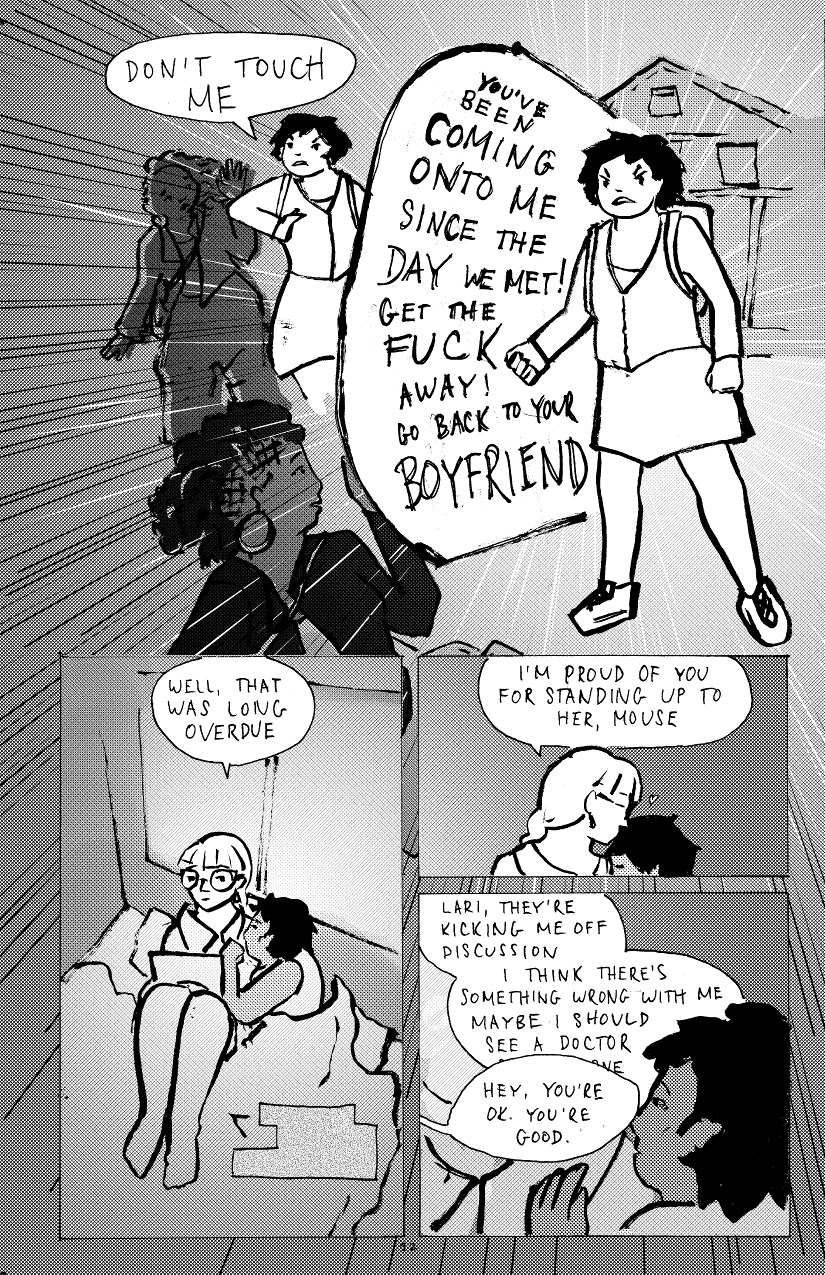 DON'T TOUCH
ME
YOU'VE
BEEN
COMING
ONTO ME
SINCE THE
DAY WE MET!
GET THE
FUCK
AWAY!
GO BACK TO YOUR
BOYFRIEND
WELL, THAT
WAS LONG
OVERDUE
I'M PROUD OF YOU
FOR STANDING UP TO
HER, MOUSE
LARI, THEY'RE
KICKING ME OFF
DISCUSSION
I THINK THERE'S
SOMETHING WRONG WITH ME
MAYBE I SHOULD
SEE A DOCTOR
HEY, YOU'RE
OK. YOU'RE
GOOD.